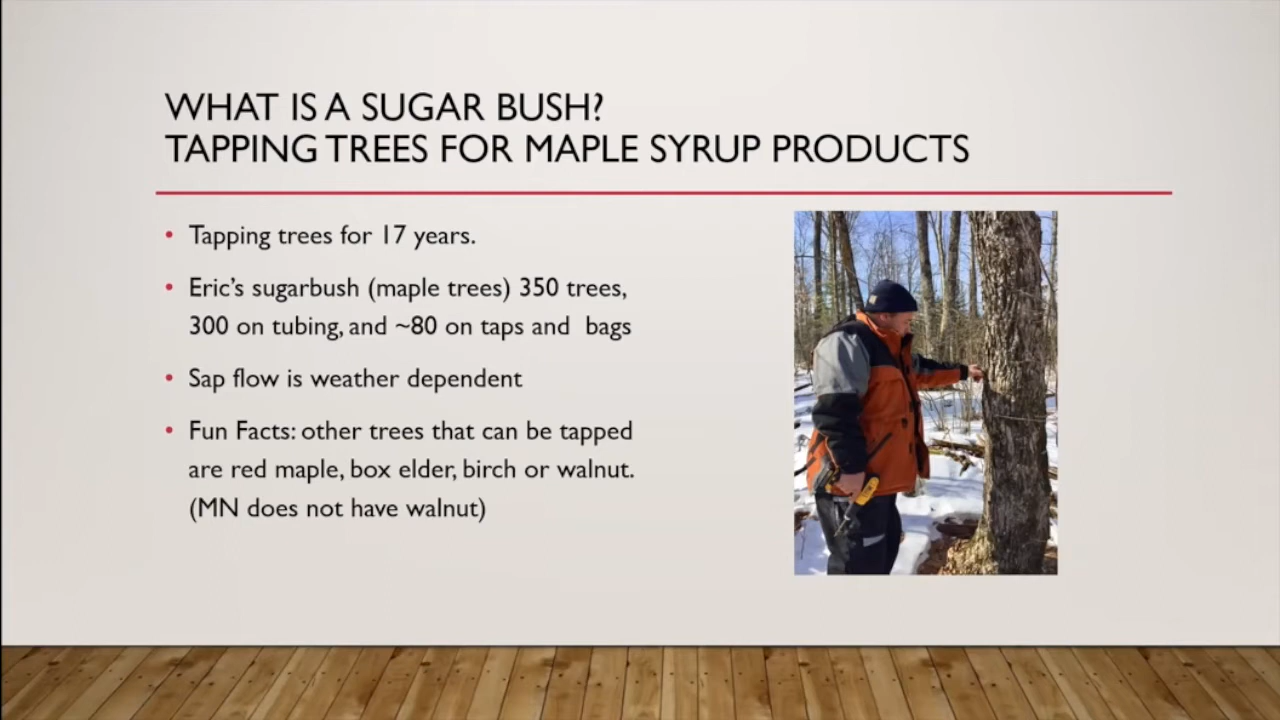 WHAT IS A SUGAR BUSH?
TAPPING TREES FOR MAPLE SYRUP PRODUCTS
• Tapping trees for 17 years.
• Eric's sugarbush (maple trees) 350 trees,
300 on tubing, and ~80 on taps and  bags
• Sap flow is weather dependent
• Fun Facts: other trees that can be tapped
are red maple, box elder, birch or walnut.
(MN does not have walnut)